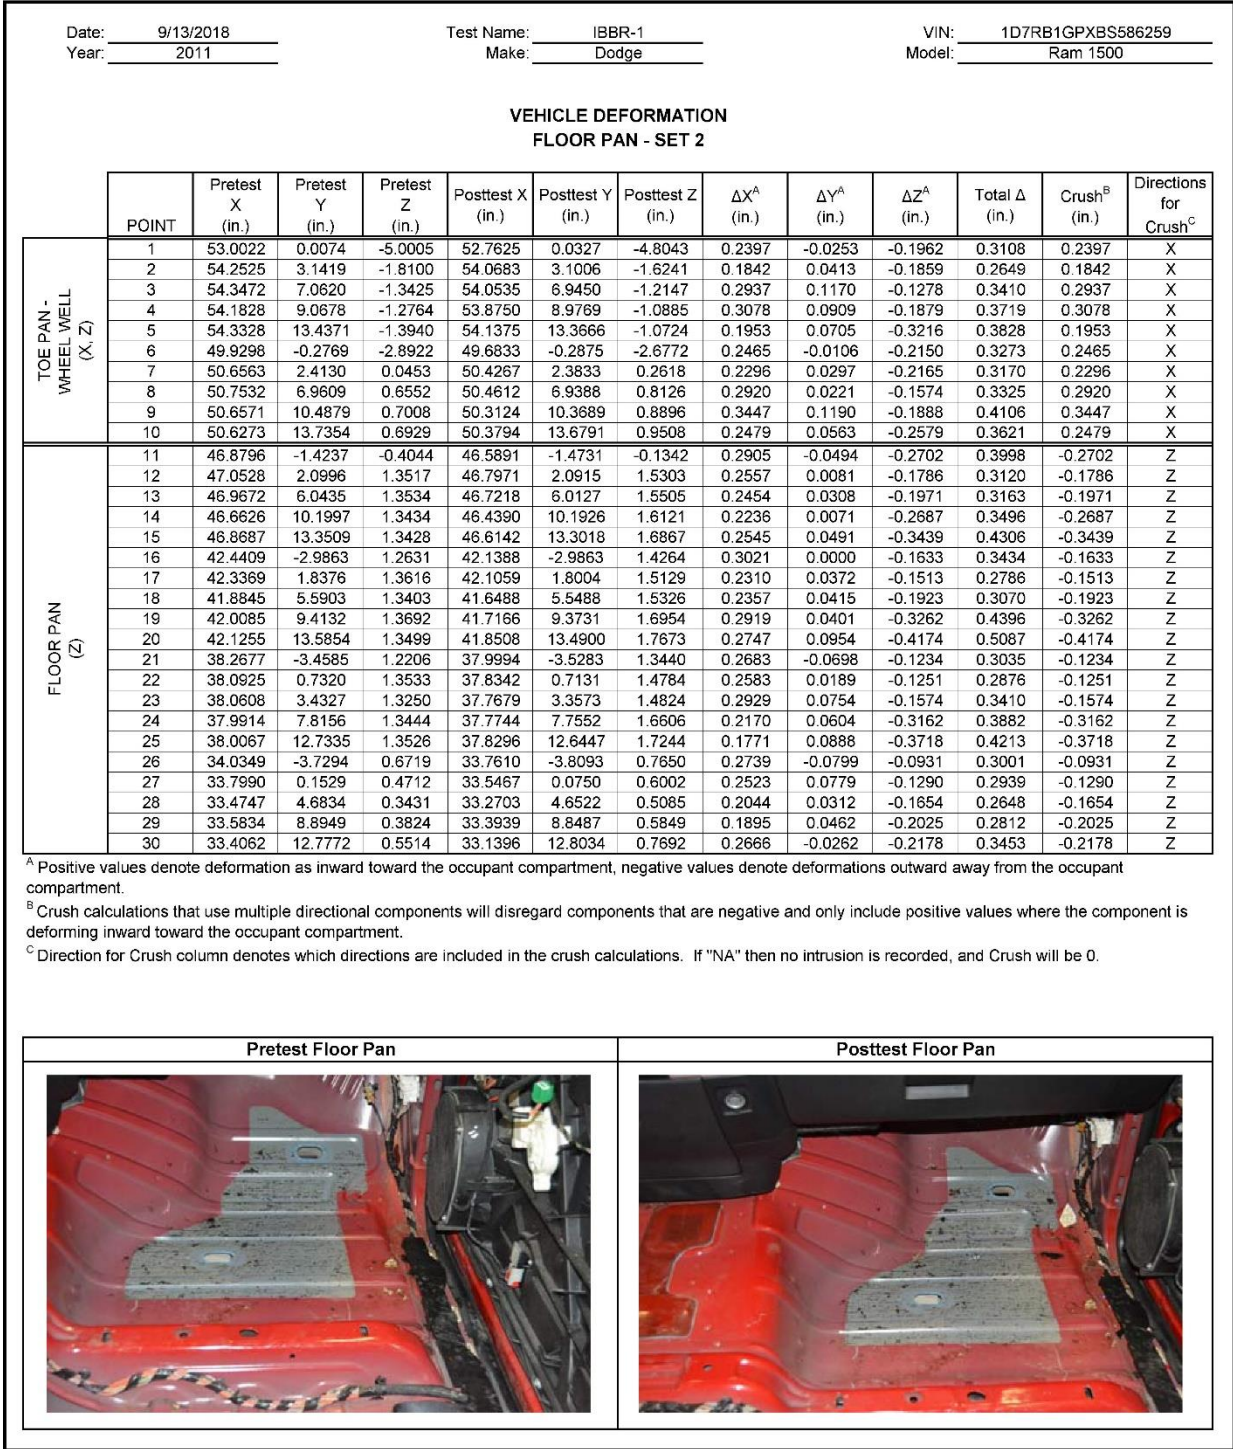 Date: 9/13/2018 Test Name: IBBR-1 VIN: 1D7RB1GPXBS586259
Year: 2011 Make: Dodge Model: Ram 1500
VEHICLE DEFORMATION
FLOOR PAN - SET 2
POINT Pretest X (in.) Pretest Y (in.) Pretest Z (in.) Posttest X (in.) Posttest Y (in.) Posttest Z (in.) ΔX^A (in.) ΔY^A (in.) ΔZ^A (in.) Total Δ (in.) Crush^B (in.) Directions for Crush^C
TOE PAN - WHEEL WELL (X, Z)
1 53.0022 0.0074 -5.0005 52.7625 0.0327 -4.8043 0.2397 -0.0253 -0.1962 0.3108 0.2397 X
2 54.2525 3.1419 -1.8100 54.0683 3.1006 -1.6241 0.1842 0.0413 -0.1859 0.2649 0.1842 X
3 54.3472 7.0620 -1.3425 54.0535 6.9450 -1.2147 0.2937 0.1170 -0.1278 0.3410 0.2937 X
4 54.1828 9.0678 -1.2764 53.8750 8.9769 -1.0885 0.3078 0.0909 -0.1879 0.3719 0.3078 X
5 54.3328 13.4371 -1.3940 54.1375 13.3666 -1.0724 0.1953 0.0705 -0.3216 0.3828 0.1953 X
6 49.9298 -0.2769 -2.8922 49.6833 -0.2875 -2.6772 0.2465 -0.0106 -0.2150 0.3273 0.2465 X
7 50.6563 2.4130 0.0453 50.4267 2.3833 0.2618 0.2296 0.0297 -0.2165 0.3170 0.2296 X
8 50.7532 6.9609 0.6552 50.4612 6.9388 0.8126 0.2920 0.0221 -0.1574 0.3325 0.2920 X
9 50.6571 10.4879 0.7008 50.3124 10.3689 0.8896 0.3447 0.1190 -0.1888 0.4106 0.3447 X
10 50.6273 13.7354 0.6929 50.3794 13.6791 0.9508 0.2479 0.0563 -0.2579 0.3621 0.2479 X
FLOOR PAN (Z)
11 46.8796 -1.4237 -0.4044 46.5891 -1.4731 -0.1342 0.2905 -0.0494 -0.2702 0.3998 -0.2702 Z
12 47.0528 2.0996 1.3517 46.7971 2.0915 1.5303 0.2557 0.0081 -0.1786 0.3120 -0.1786 Z
13 46.9672 6.0435 1.3534 46.7218 6.0127 1.5505 0.2454 0.0308 -0.1971 0.3163 -0.1971 Z
14 46.6626 10.1997 1.3434 46.4390 10.1926 1.6121 0.2236 0.0071 -0.2687 0.3496 -0.2687 Z
15 46.8687 13.3509 1.3428 46.6142 13.3018 1.6867 0.2545 0.0491 -0.3439 0.4306 -0.3439 Z
16 42.4409 -2.9863 1.2631 42.1388 -2.9863 1.4264 0.3021 0.0000 -0.1633 0.3434 -0.1633 Z
17 42.3369 1.8376 1.3616 42.1059 1.8004 1.5129 0.2310 0.0372 -0.1513 0.2786 -0.1513 Z
18 41.8845 5.5903 1.3403 41.6488 5.5488 1.5326 0.2357 0.0415 -0.1923 0.3070 -0.1923 Z
19 42.0085 9.4132 1.3692 41.7166 9.3731 1.6954 0.2919 0.0401 -0.3262 0.4396 -0.3262 Z
20 42.1255 13.5854 1.3499 41.8508 13.4900 1.7673 0.2747 0.0954 -0.4174 0.5087 -0.4174 Z
21 38.2677 -3.4585 1.2206 37.9994 -3.5283 1.3440 0.2683 -0.0698 -0.1234 0.3035 -0.1234 Z
22 38.0925 0.7320 1.3533 37.8342 0.7131 1.4784 0.2583 0.0189 -0.1251 0.2876 -0.1251 Z
23 38.0608 3.4327 1.3250 37.7679 3.3573 1.4824 0.2929 0.0754 -0.1574 0.3410 -0.1574 Z
24 37.9914 7.8156 1.3444 37.7744 7.7552 1.6606 0.2170 0.0604 -0.3162 0.3882 -0.3162 Z
25 38.0067 12.7335 1.3526 37.8296 12.6447 1.7244 0.1771 0.0888 -0.3718 0.4213 -0.3718 Z
26 34.0349 -3.7294 0.6719 33.7610 -3.8093 0.7650 0.2739 -0.0799 -0.0931 0.3001 -0.0931 Z
27 33.7990 0.1529 0.4712 33.5467 0.0750 0.6002 0.2523 0.0779 -0.1290 0.2939 -0.1290 Z
28 33.4747 4.6834 0.3431 33.2703 4.6522 0.5085 0.2044 0.0312 -0.1654 0.2648 -0.1654 Z
29 33.5834 8.8949 0.3824 33.3939 8.8487 0.5849 0.1895 0.0462 -0.2025 0.2812 -0.2025 Z
30 33.4062 12.7772 0.5514 33.1396 12.8034 0.7692 0.2666 -0.0262 -0.2178 0.3453 -0.2178 Z
^A Positive values denote deformation as inward toward the occupant compartment, negative values denote deformations outward away from the occupant
compartment.
^B Crush calculations that use multiple directional components will disregard components that are negative and only include positive values where the component is
deforming inward toward the occupant compartment.
^C Direction for Crush column denotes which directions are included in the crush calculations. If "NA" then no intrusion is recorded, and Crush will be 0.
Pretest Floor Pan Posttest Floor Pan